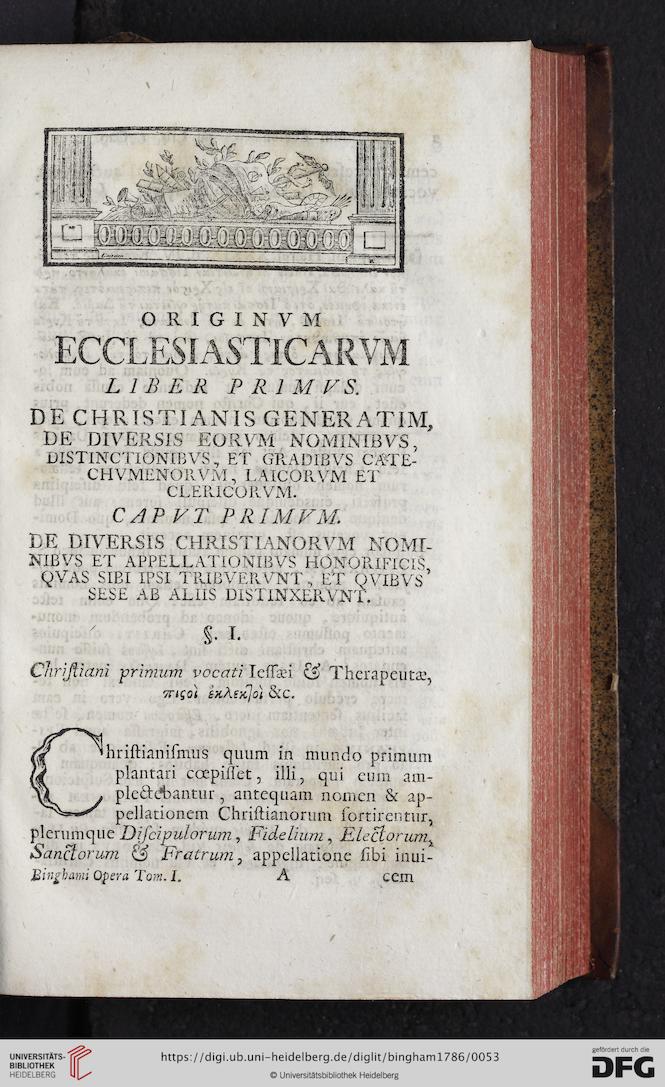 ORIGINVM
ECCLESIASTICARVM
LIBER PRIMVS.
DE CHRISTIANIS GENERATIM,
DE DIVERSIS EORVM NOMINIBVS,
DISTINCTIONIBVS, ET GRADIBVS CATE-
CHVMENORVM, LAICORVM ET
CLERICORVM.
CAPVT PRIMVM.
DE DIVERSIS CHRISTIANORVM NOMI-
NIBVS ET APPELLATIONIBVS HONORIFICIS,
QVAS SIBI IPSI TRIBVERVNT, ET QVIBVS
SESE AB ALIIS DISTINXERVNT.
§. I.
Chriſtiani primum vocati Ieſſæi & Therapeutæ,
πιϛοὶ ἐκλεκ]οὶ &c.
Chriſtianiſmus quum in mundo primum
plantari cœpiſſet, illi, qui eum am-
plectebantur, antequam nomen & ap-
pellationem Chriſtianorum ſortirentur,
plerumque Diſcipulorum, Fidelium, Electorum,
Sanctorum & Fratrum, appellatione ſibi inui-
Binghami Opera Tom. I. A cem
UNIVERSITÄTS-
BIBLIOTHEK
HEIDELBERG
https://digi.ub.uni-heidelberg.de/diglit/bingham1786/0053
© Universitätsbibliothek Heidelberg
gefördert durch die
DFG